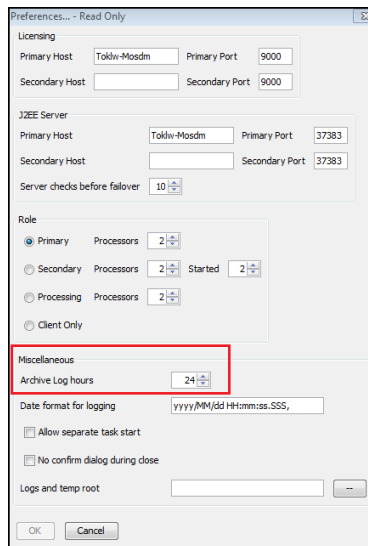 Preferences... - Read Only
Licensing
Primary Host Toklw-Mosdm Primary Port 9000
Secondary Host Secondary Port 9000
J2EE Server
Primary Host Toklw-Mosdm Primary Port 37383
Secondary Host Secondary Port 37383
Server checks before failover 10
Role
Primary Processors 2
Secondary Processors 2 Started 2
Processing Processors 2
Client Only
Miscellaneous
Archive Log hours 24
Date format for logging yyyy/MM/dd HH:mm:ss.SSS,
Allow separate task start
No confirm dialog during close
Logs and temp root --
OK Cancel